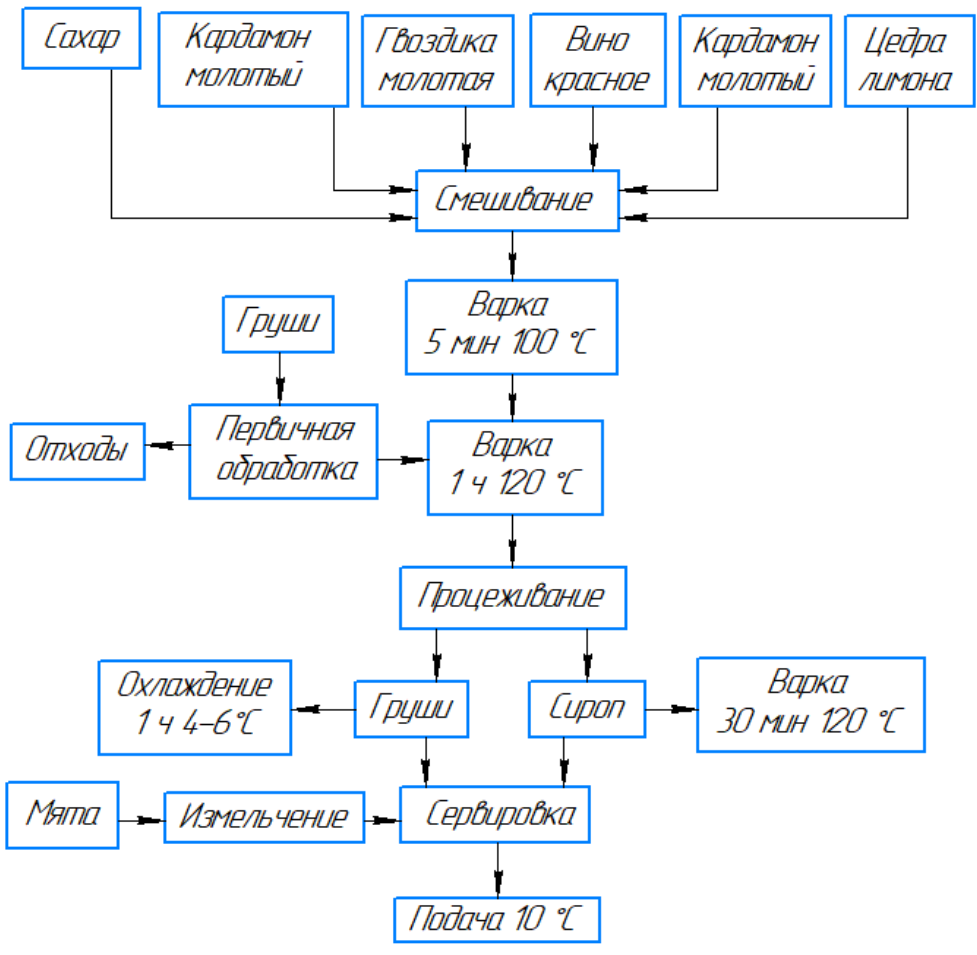 Сахар
Кардамон
молотый
Гвоздика
молотая
Вино
красное
Кардамон
молотый
Цедра
лимона
Смешивание
Варка
5 мин 100 °С
Груши
Первичная
обработка
Отходы
Варка
1 ч 120 °С
Процеживание
Охлаждение
1 ч 4–6°С
Груши
Сироп
Варка
30 мин 120 °С
Мята
Измельчение
Сервировка
Подача 10 °С